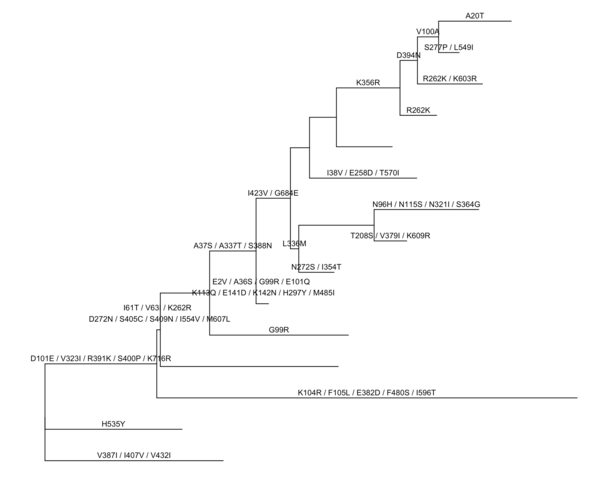 A20T
V100A
S277P / L549I
D394N
R262K / K603R
K356R
R262K
I38V / E258D / T570I
I423V / G684E
N96H / N115S / N321I / S364G
T208S / V379I / K609R
A37S / A337T / S388N
L336M
N272S / I354T
E2V / A36S / G99R / E101Q
K113Q / E141D / K142N / H297Y / M485I
I61T / V63I / K262R
D272N / S405C / S409N / I554V / M607L
G99R
D101E / V323I / R391K / S400P / K716R
K104R / F105L / E382D / F480S / I596T
H535Y
V387I / I407V / V432I